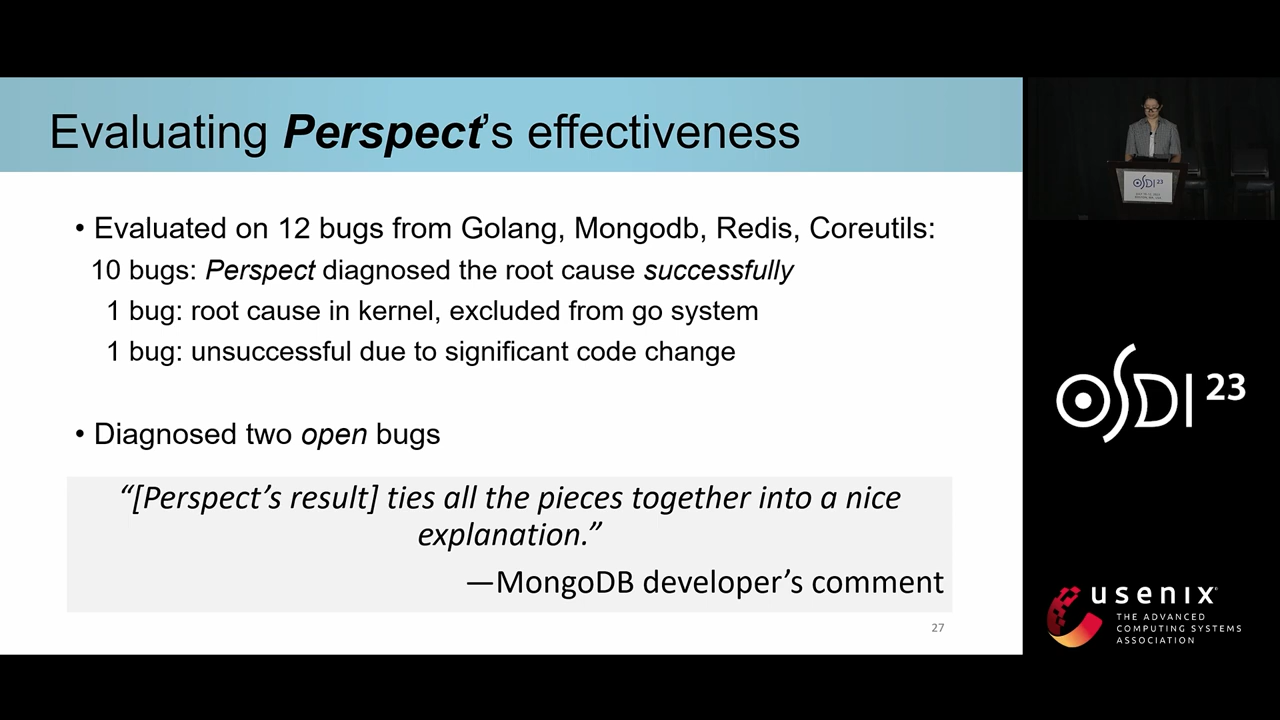 Evaluating Perspect's effectiveness
• Evaluated on 12 bugs from Golang, Mongodb, Redis, Coreutils:
10 bugs: Perspect diagnosed the root cause successfully
1 bug: root cause in kernel, excluded from go system
1 bug: unsuccessful due to significant code change
• Diagnosed two open bugs
“[Perspect’s result] ties all the pieces together into a nice
explanation.”
—MongoDB developer’s comment
27
OSDI 23
OSDI 23
usenix
THE ADVANCED
COMPUTING SYSTEMS
ASSOCIATION